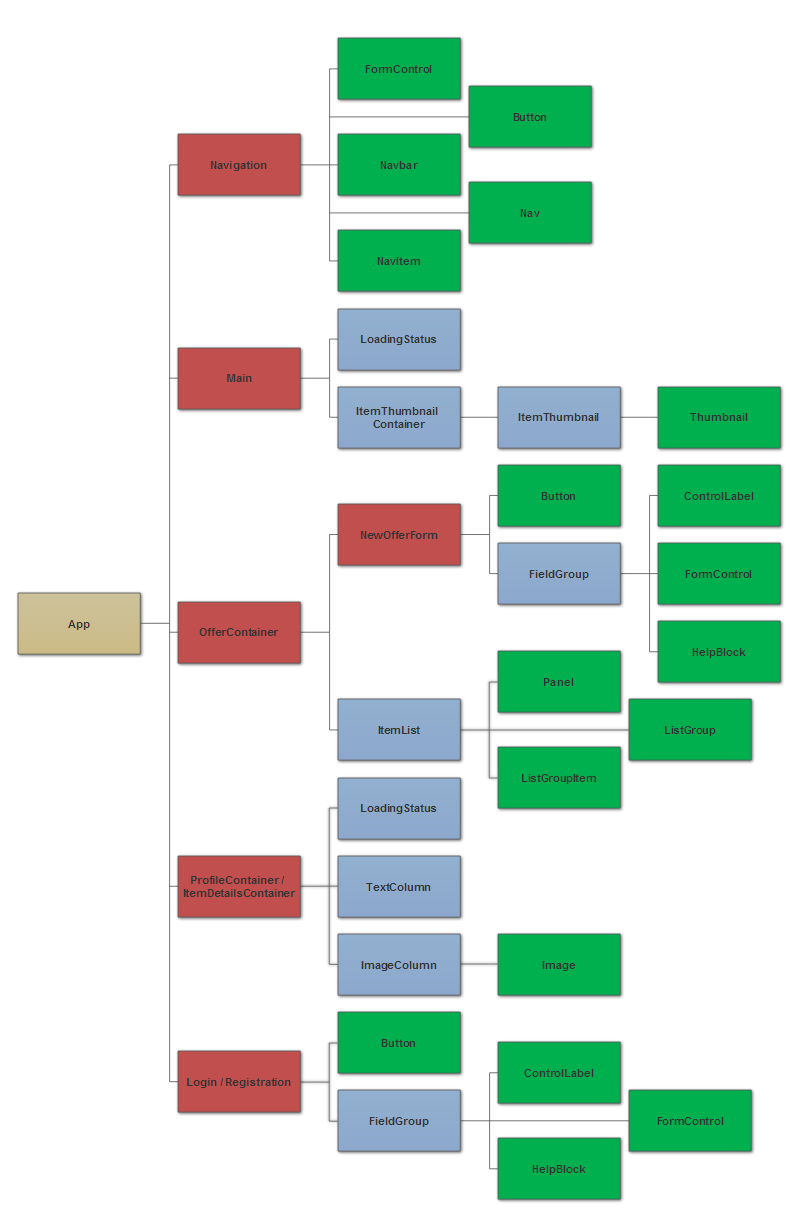 FormControl
Button
Navigation
Navbar
Nav
NavItem
LoadingStatus
Main
ItemThumbnail
Container
ItemThumbnail
Thumbnail
Button
ControlLabel
NewOfferForm
FieldGroup
FormControl
App
OfferContainer
HelpBlock
Panel
ItemList
ListGroup
ListGroupItem
LoadingStatus
ProfileContainer /
ItemDetailsContainer
TextColumn
ImageColumn
Image
Button
Login / Registration
ControlLabel
FieldGroup
FormControl
HelpBlock